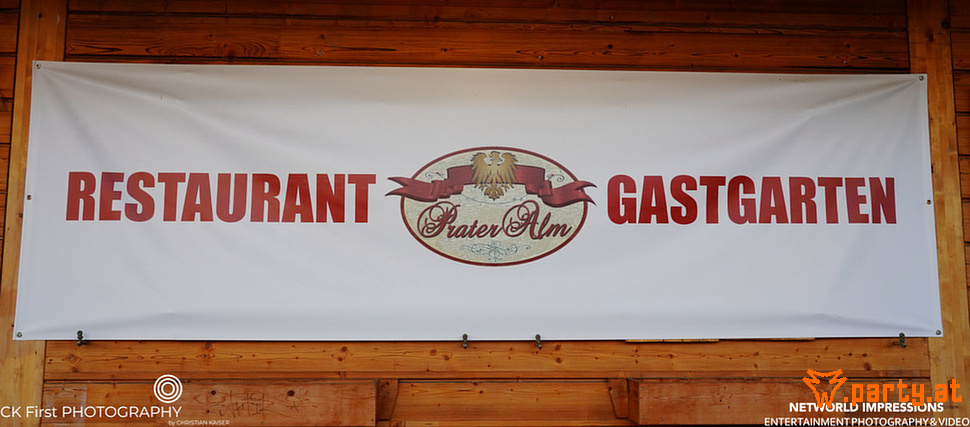 RESTAURANT
Prater Alm
GASTGARTEN
CK First PHOTOGRAPHY
by CHRISTIAN KAISER
party.at
NETWORLD IMPRESSIONS
ENTERTAINMENT PHOTOGRAPHY & VIDEO